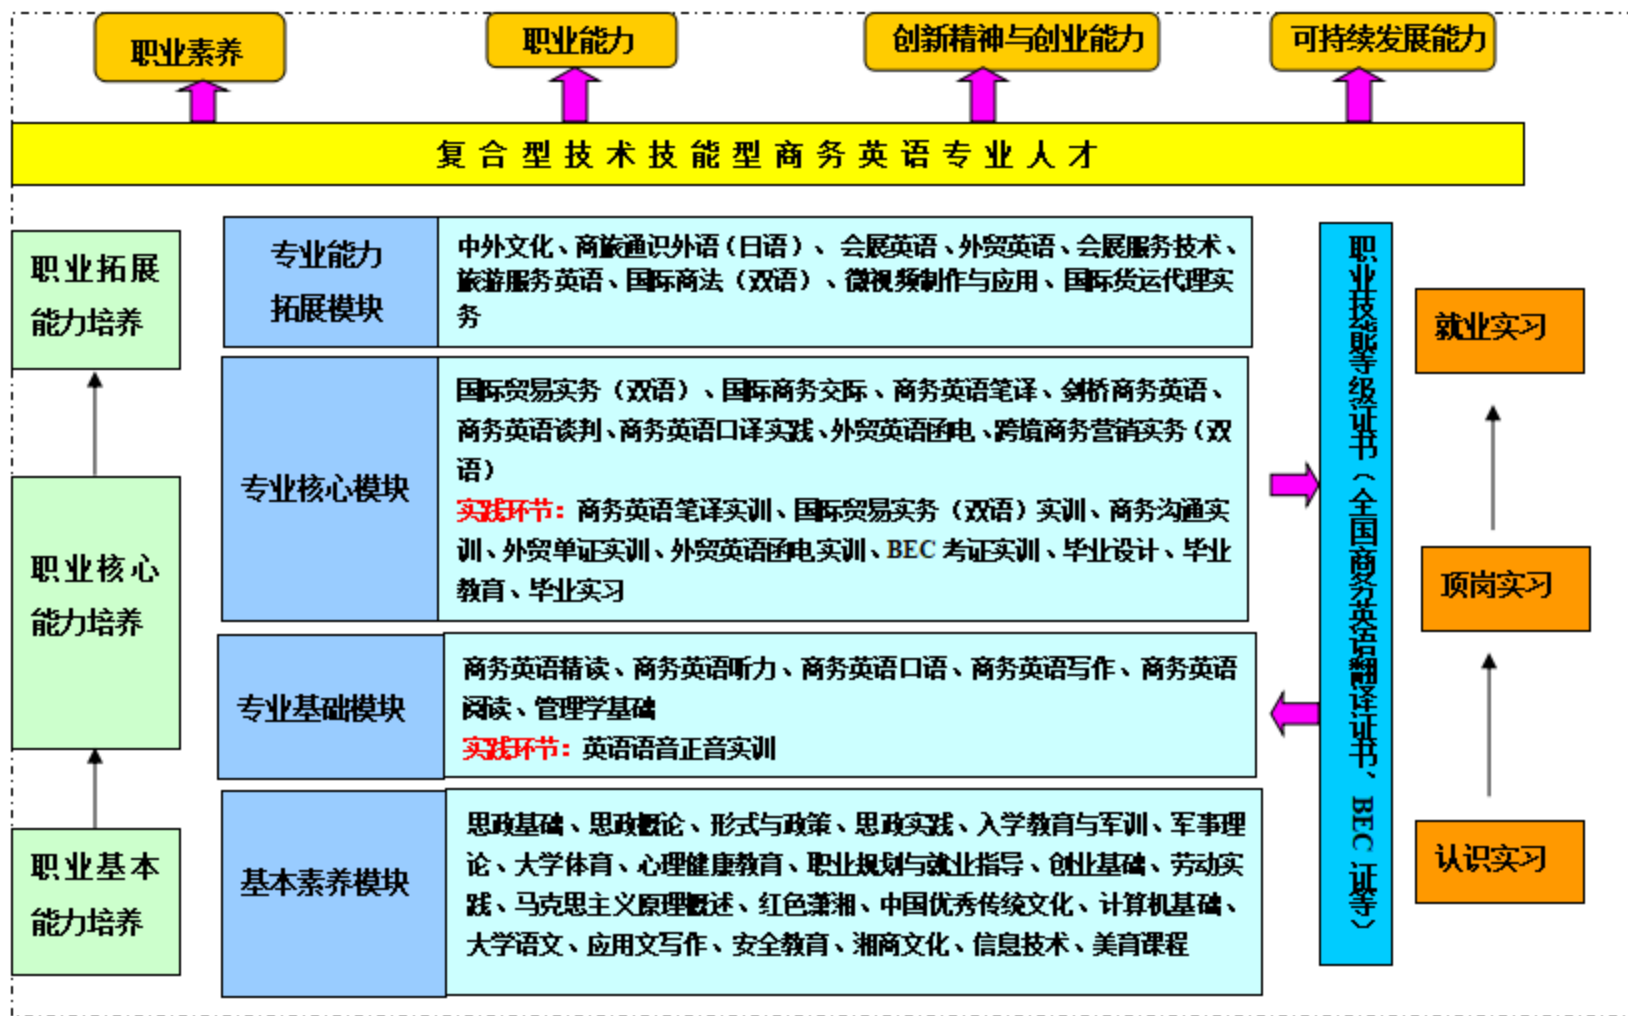 职业素养
职业能力
创新精神与创业能力
可持续发展能力
复合型技术技能型商务英语专业人才
职业拓展
能力培养
专业能力
拓展模块
中外文化、商旅通识外语（日语）、会展英语、外贸英语、会展服务技术、
旅游服务英语、国际商法（双语）、微视频制作与应用、国际货运代理实
务
职业核心
能力培养
专业核心模块
国际贸易实务（双语）、国际商务交际、商务英语笔译、剑桥商务英语、
商务英语谈判、商务英语口译实践、外贸英语函电、跨境商务营销实务（双
语）
实践环节：商务英语笔译实训、国际贸易实务（双语）实训、商务沟通实
训、外贸单证实训、外贸英语函电实训、BEC 考证实训、毕业设计、毕业
教育、毕业实习
专业基础模块
商务英语精读、商务英语听力、商务英语口语、商务英语写作、商务英语
阅读、管理学基础
实践环节：英语语音正音实训
职业基本
能力培养
基本素养模块
思政基础、思政概论、形式与政策、思政实践、入学教育与军训、军事理
论、大学体育、心理健康教育、职业规划与就业指导、创业基础、劳动实
践、马克思主义原理概述、红色潇湘、中国优秀传统文化、计算机基础、
大学语文、应用文写作、安全教育、湘商文化、信息技术、美育课程
职业技能等级证书（全国商务英语翻译证书、BEC 证等）
就业实习
顶岗实习
认识实习